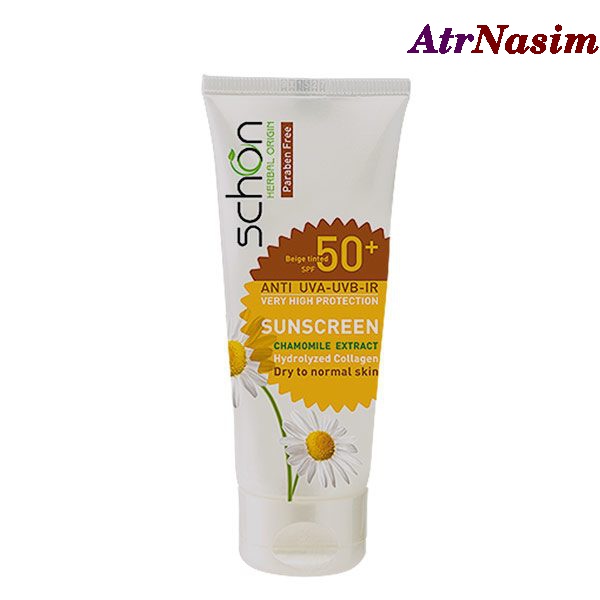 AtrNasim
schön
HERBAL ORIGIN
Paraben Free
Beige tinted
SPF 50+
ANTI UVA-UVB-IR
VERY HIGH PROTECTION
SUNSCREEN
CHAMOMILE EXTRACT
Hydrolyzed Collagen
Dry to normal skin